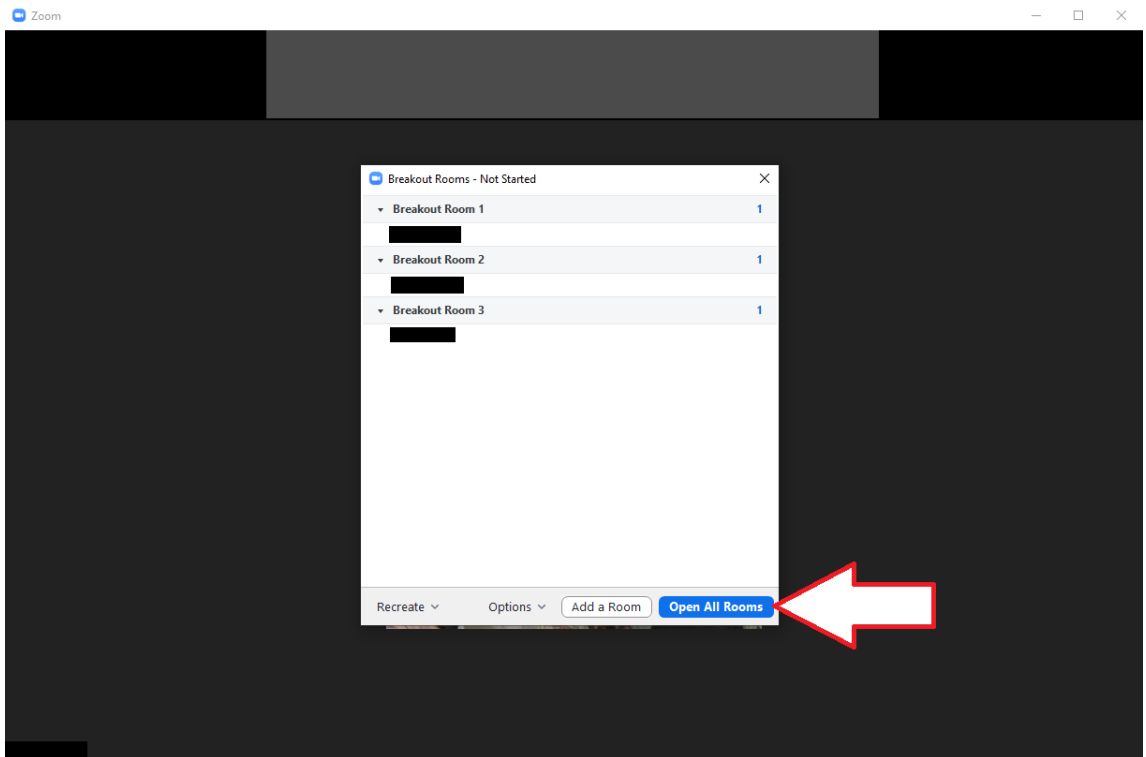 Zoom
Breakout Rooms - Not Started
Breakout Room 1 1
Breakout Room 2 1
Breakout Room 3 1
Recreate Options Add a Room Open All Rooms